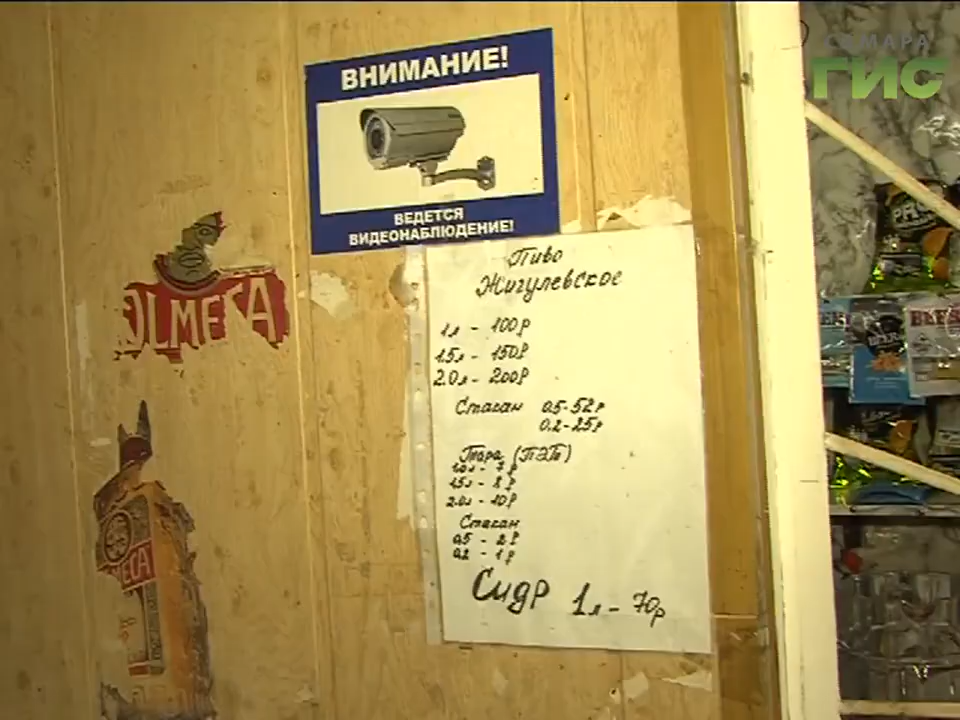 САМАРА
ГИС
ВНИМАНИЕ!
ВЕДЕТСЯ
ВИДЕОНАБЛЮДЕНИЕ!
Пиво
Жигулевское
1л - 100р
1.5л - 150р
2.0л - 200р
Стакан 0.5-52р
0.2-25р
Тара (ПЭТ)
1.0л - 7р
1.5л - 8р
2.0л - 10р
Стакан
0.5 - 2р
0.2 - 1р
Сидр 1л - 70р
OLMECA